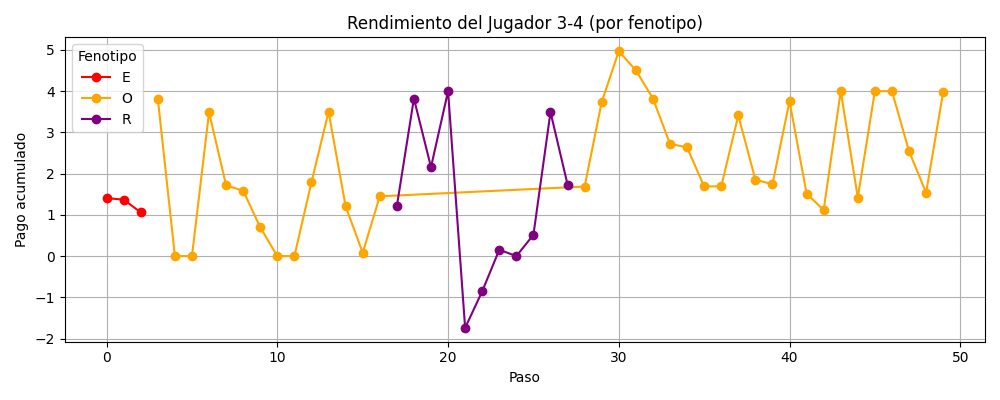 Rendimiento del Jugador 3-4 (por fenotipo)
Fenotipo
E
O
R
Pago acumulado
5
4
3
2
1
0
−1
−2
0 10 20 30 40 50
Paso